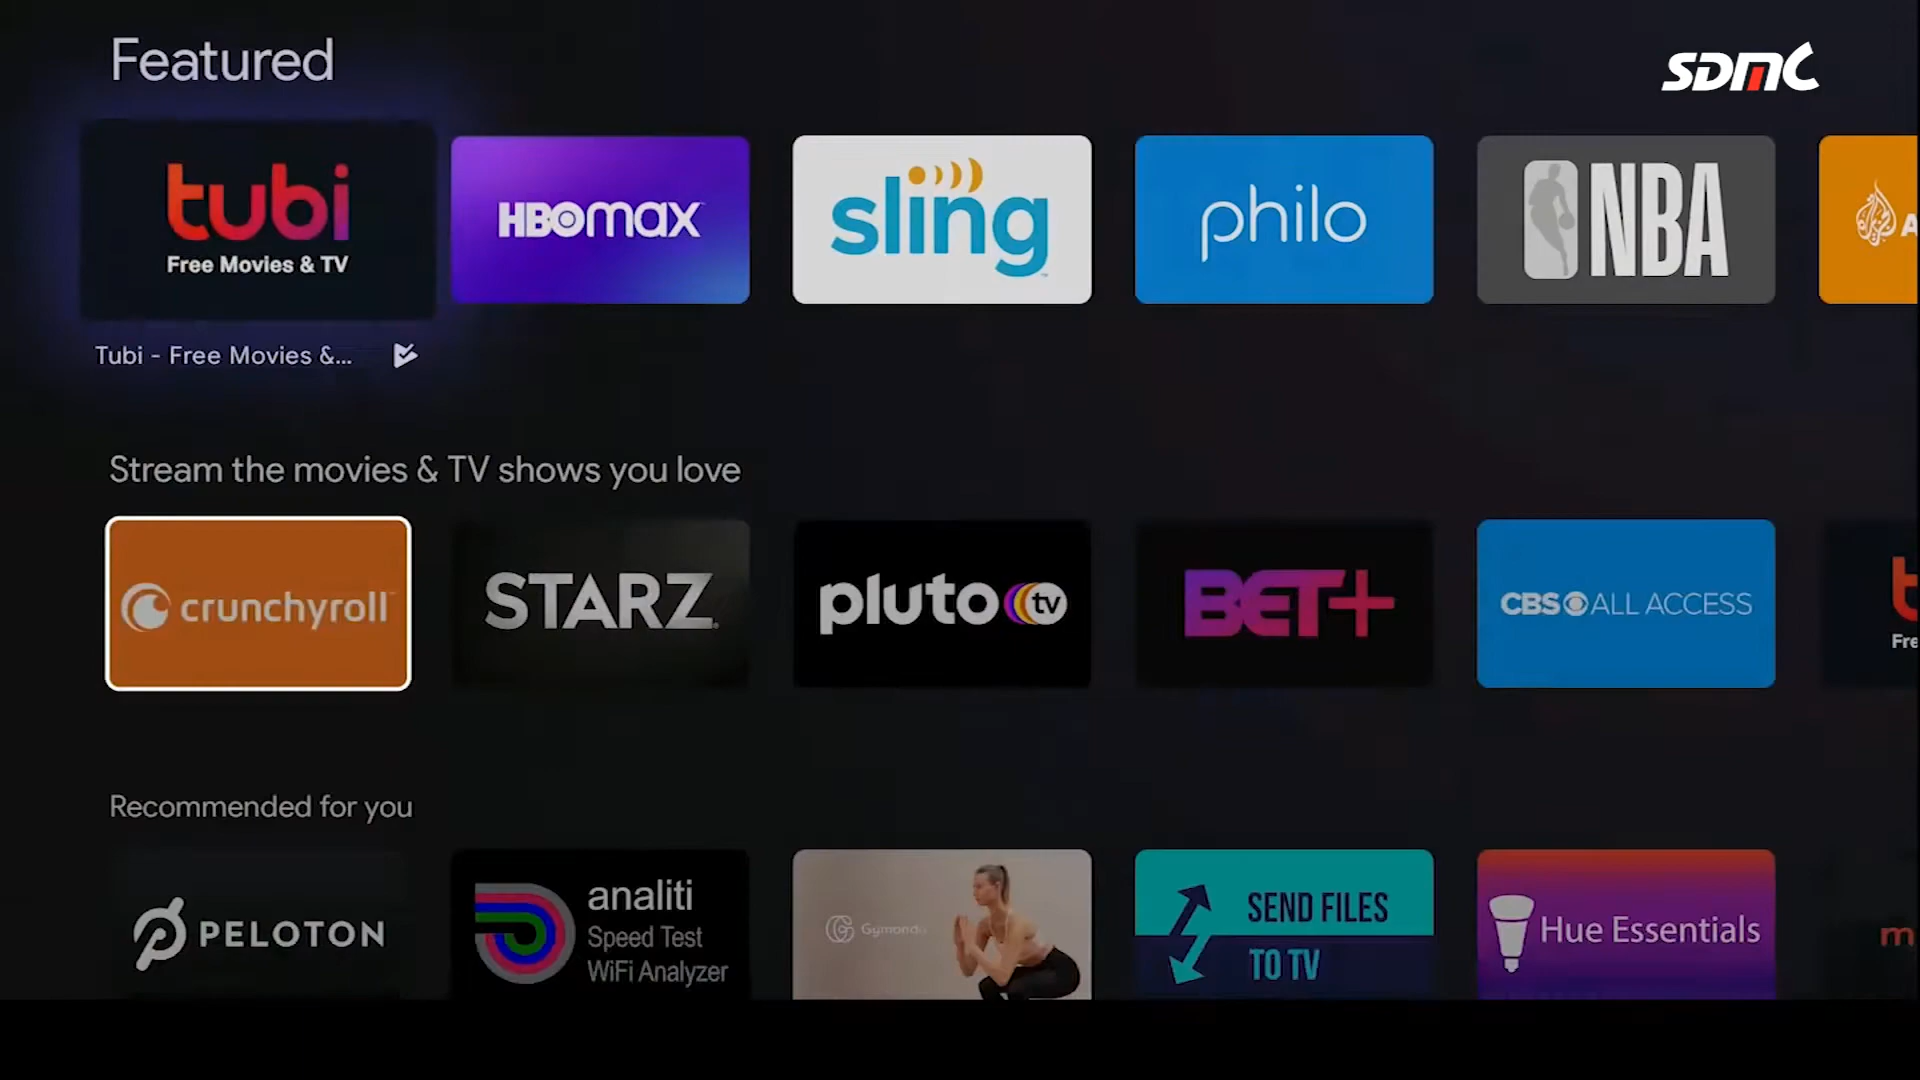 Featured
SDMC
tubi
Free Movies & TV
HBOMAX
sling
philo
NBA
A
Tubi - Free Movies &...
Stream the movies & TV shows you love
crunchyroll
STARZ
pluto tv
BET+
CBS ALL ACCESS
t
Fre
Recommended for you
PELOTON
analiti
Speed Test
WiFi Analyzer
Gymondo
SEND FILES
TO TV
Hue Essentials
m